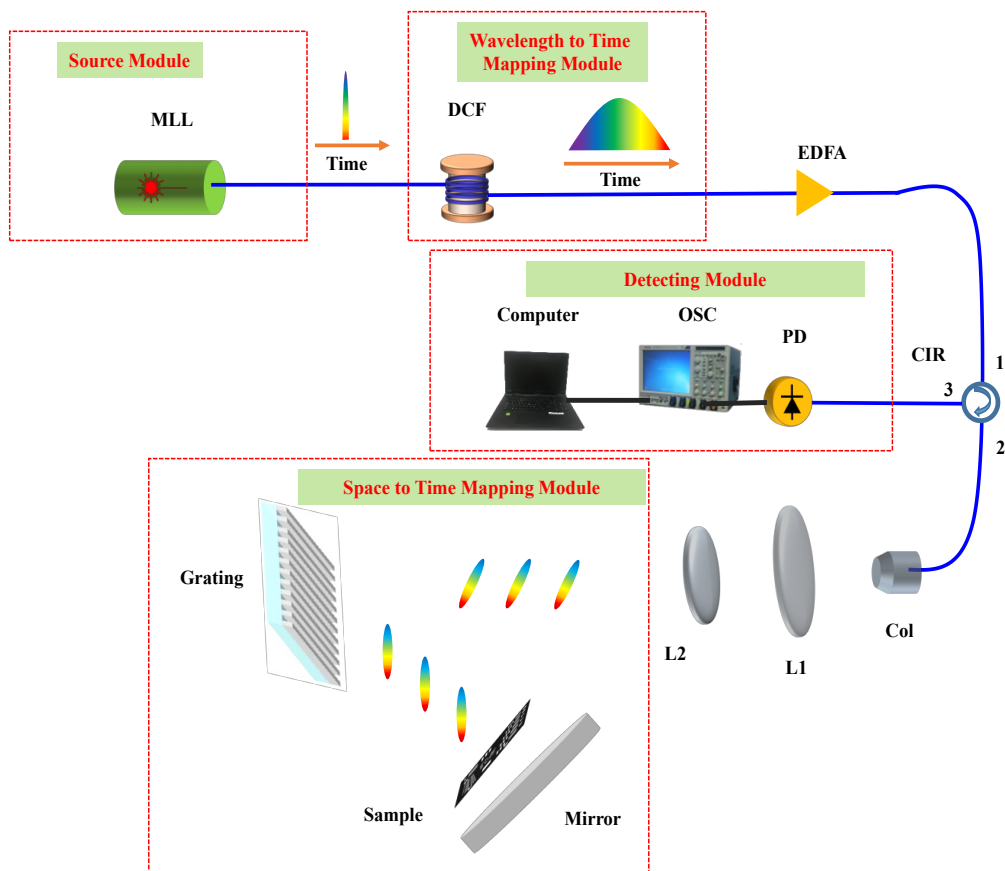 Source Module
MLL
Time
Wavelength to Time
Mapping Module
DCF
Time
EDFA
Detecting Module
Computer
OSC
PD
CIR
1
3
2
Space to Time Mapping Module
Grating
Sample
Mirror
L2
L1
Col